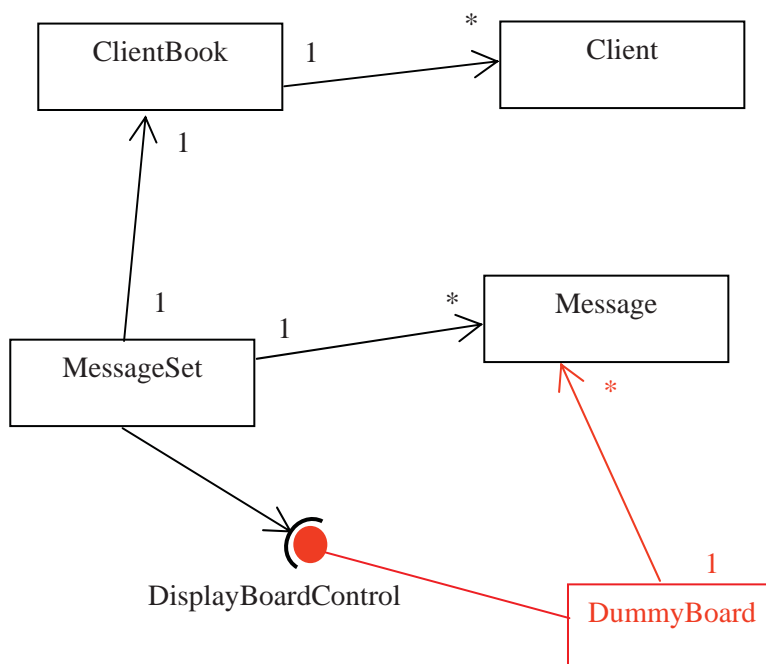 ClientBook
1
*
Client
1
1
1
*
Message
MessageSet
*
DisplayBoardControl
1
DummyBoard